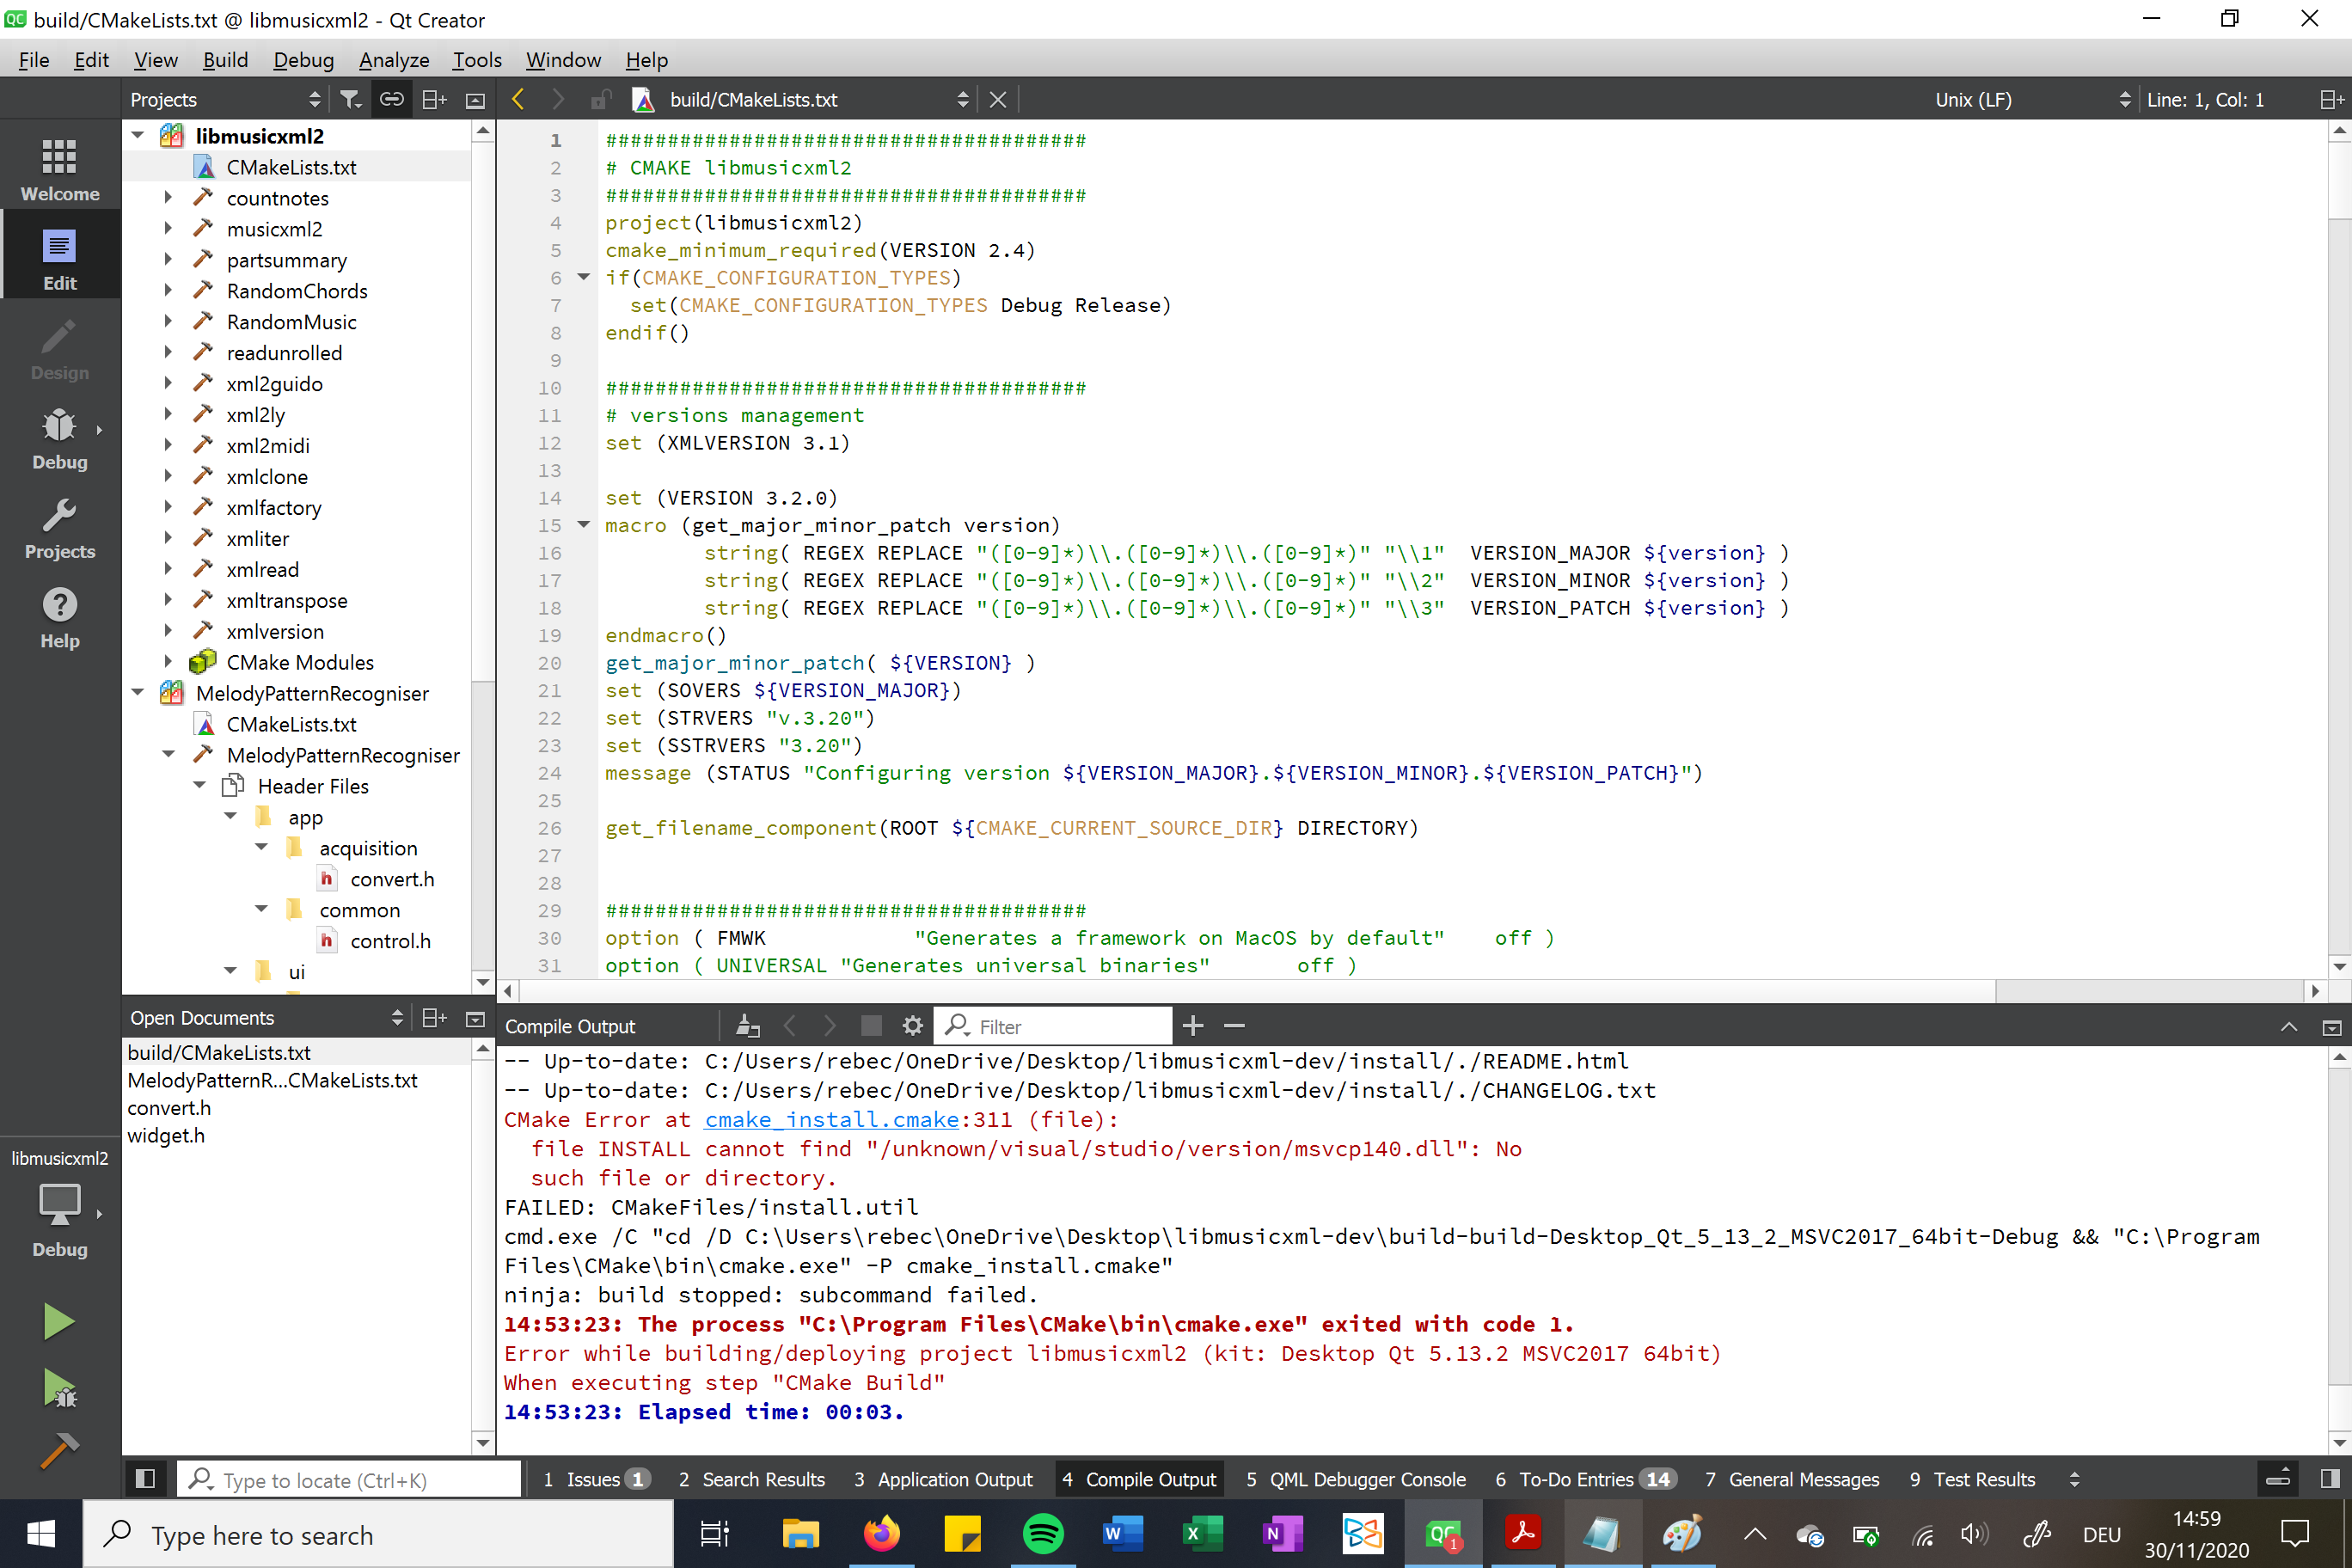 build/CMakeLists.txt @ libmusicxml2 - Qt Creator
File Edit View Build Debug Analyze Tools Window Help
Projects
build/CMakeLists.txt
Unix (LF)
Line: 1, Col: 1
Welcome
Edit
Design
Debug
Projects
Help
libmusicxml2
CMakeLists.txt
countnotes
musicxml2
partsummary
RandomChords
RandomMusic
readunrolled
xml2guido
xml2ly
xml2midi
xmlclone
xmlfactory
xmliter
xmlread
xmltranspose
xmlversion
CMake Modules
MelodyPatternRecogniser
CMakeLists.txt
MelodyPatternRecogniser
Header Files
app
acquisition
convert.h
common
control.h
ui
1 #######################################
2 # CMAKE libmusicxml2
3 #######################################
4 project(libmusicxml2)
5 cmake_minimum_required(VERSION 2.4)
6 if(CMAKE_CONFIGURATION_TYPES)
7 set(CMAKE_CONFIGURATION_TYPES Debug Release)
8 endif()
9
10 #######################################
11 # versions management
12 set (XMLVERSION 3.1)
13
14 set (VERSION 3.2.0)
15 macro (get_major_minor_patch version)
16 string( REGEX REPLACE "([0-9]*)\\.([0-9]*)\\.([0-9]*)" "\\1" VERSION_MAJOR ${version} )
17 string( REGEX REPLACE "([0-9]*)\\.([0-9]*)\\.([0-9]*)" "\\2" VERSION_MINOR ${version} )
18 string( REGEX REPLACE "([0-9]*)\\.([0-9]*)\\.([0-9]*)" "\\3" VERSION_PATCH ${version} )
19 endmacro()
20 get_major_minor_patch( ${VERSION} )
21 set (SOVERS ${VERSION_MAJOR})
22 set (STRVERS "v.3.20")
23 set (SSTRVERS "3.20")
24 message (STATUS "Configuring version ${VERSION_MAJOR}.${VERSION_MINOR}.${VERSION_PATCH}")
25
26 get_filename_component(ROOT ${CMAKE_CURRENT_SOURCE_DIR} DIRECTORY)
27
28
29 #######################################
30 option ( FMWK "Generates a framework on MacOS by default" off )
31 option ( UNIVERSAL "Generates universal binaries" off )
Open Documents
build/CMakeLists.txt
MelodyPatternR...CMakeLists.txt
convert.h
widget.h
libmusicxml2
Debug
Compile Output
Filter
-- Up-to-date: C:/Users/rebec/OneDrive/Desktop/libmusicxml-dev/install/./README.html
-- Up-to-date: C:/Users/rebec/OneDrive/Desktop/libmusicxml-dev/install/./CHANGELOG.txt
CMake Error at cmake_install.cmake:311 (file):
file INSTALL cannot find "/unknown/visual/studio/version/msvcp140.dll": No
such file or directory.
FAILED: CMakeFiles/install.util
cmd.exe /C "cd /D C:\Users\rebec\OneDrive\Desktop\libmusicxml-dev\build-build-Desktop_Qt_5_13_2_MSVC2017_64bit-Debug && "C:\Program
Files\CMake\bin\cmake.exe" -P cmake_install.cmake"
ninja: build stopped: subcommand failed.
14:53:23: The process "C:\Program Files\CMake\bin\cmake.exe" exited with code 1.
Error while building/deploying project libmusicxml2 (kit: Desktop Qt 5.13.2 MSVC2017 64bit)
When executing step "CMake Build"
14:53:23: Elapsed time: 00:03.
Type to locate (Ctrl+K)
1 Issues 1
2 Search Results
3 Application Output
4 Compile Output
5 QML Debugger Console
6 To-Do Entries 14
7 General Messages
9 Test Results
Type here to search
DEU
14:59
30/11/2020